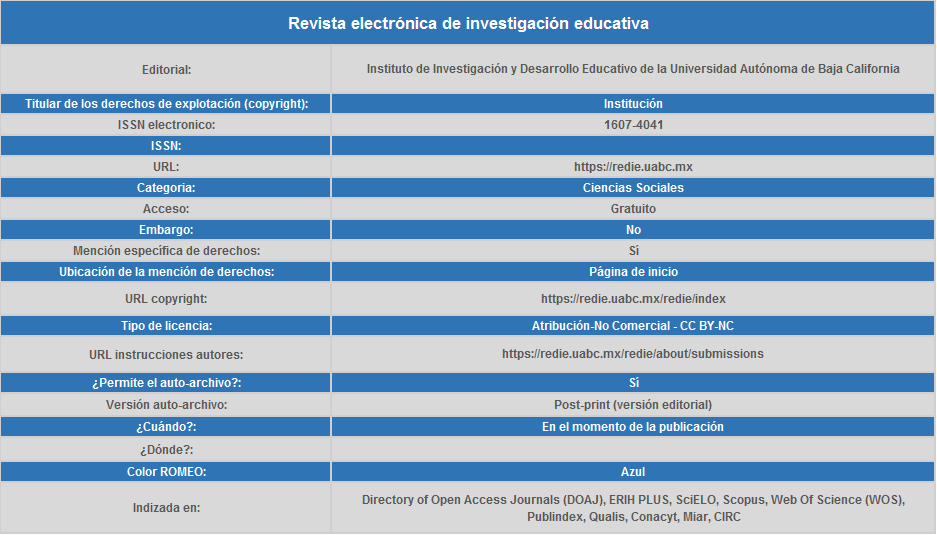 Revista electrónica de investigación educativa
Editorial: Instituto de Investigación y Desarrollo Educativo de la Universidad Autónoma de Baja California
Titular de los derechos de explotación (copyright): Institución
ISSN electronico: 1607-4041
ISSN:
URL: https://redie.uabc.mx
Categoria: Ciencias Sociales
Acceso: Gratuito
Embargo: No
Mención específica de derechos: Sí
Ubicación de la mención de derechos: Página de inicio
URL copyright: https://redie.uabc.mx/redie/index
Tipo de licencia: Atribución-No Comercial - CC BY-NC
URL instrucciones autores: https://redie.uabc.mx/redie/about/submissions
¿Permite el auto-archivo?: Sí
Versión auto-archivo: Post-print (versión editorial)
¿Cuándo?: En el momento de la publicación
¿Dónde?:
Color ROMEO: Azul
Indizada en: Directory of Open Access Journals (DOAJ), ERIH PLUS, SciELO, Scopus, Web Of Science (WOS),
Publindex, Qualis, Conacyt, Miar, CIRC